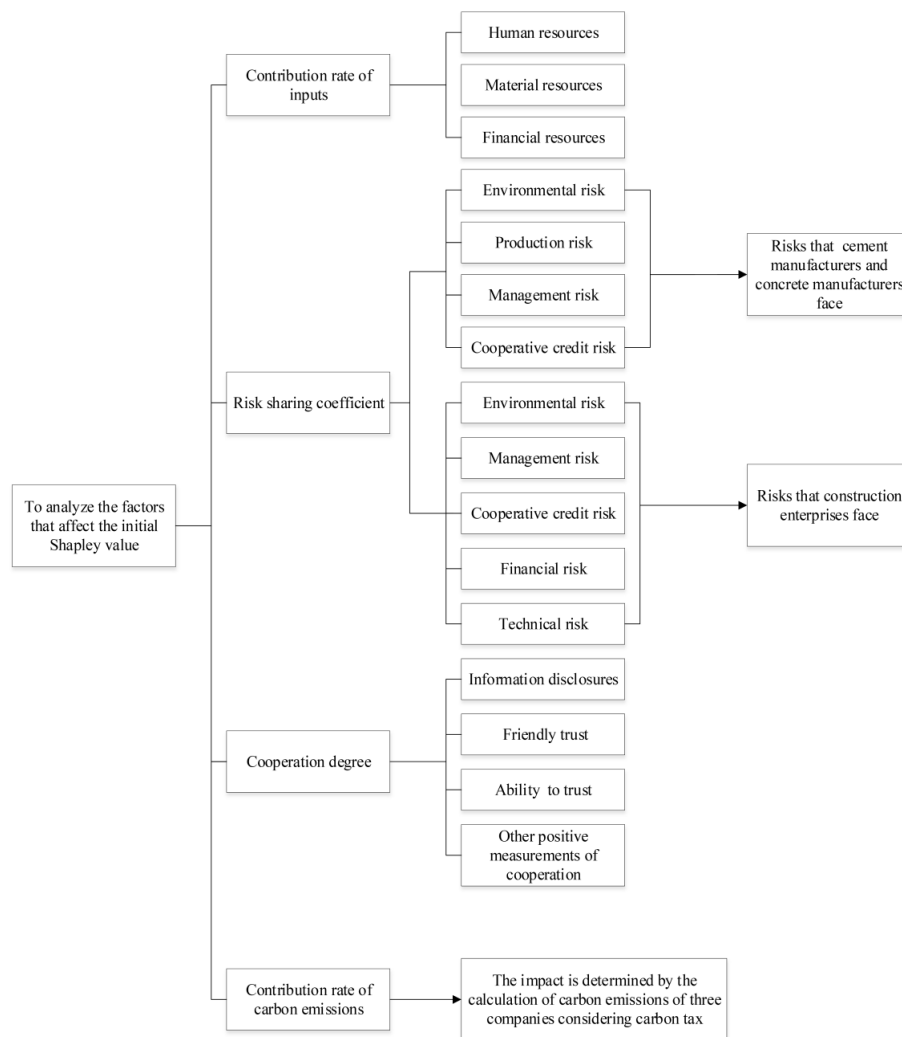 To analyze the factors
that affect the initial
Shapley value
Contribution rate of
inputs
Human resources
Material resources
Financial resources
Risk sharing coefficient
Environmental risk
Production risk
Management risk
Cooperative credit risk
Risks that cement
manufacturers and
concrete manufacturers
face
Environmental risk
Management risk
Cooperative credit risk
Financial risk
Technical risk
Risks that construction
enterprises face
Cooperation degree
Information disclosures
Friendly trust
Ability to trust
Other positive
measurements of
cooperation
Contribution rate of
carbon emissions
The impact is determined by the
calculation of carbon emissions of three
companies considering carbon tax